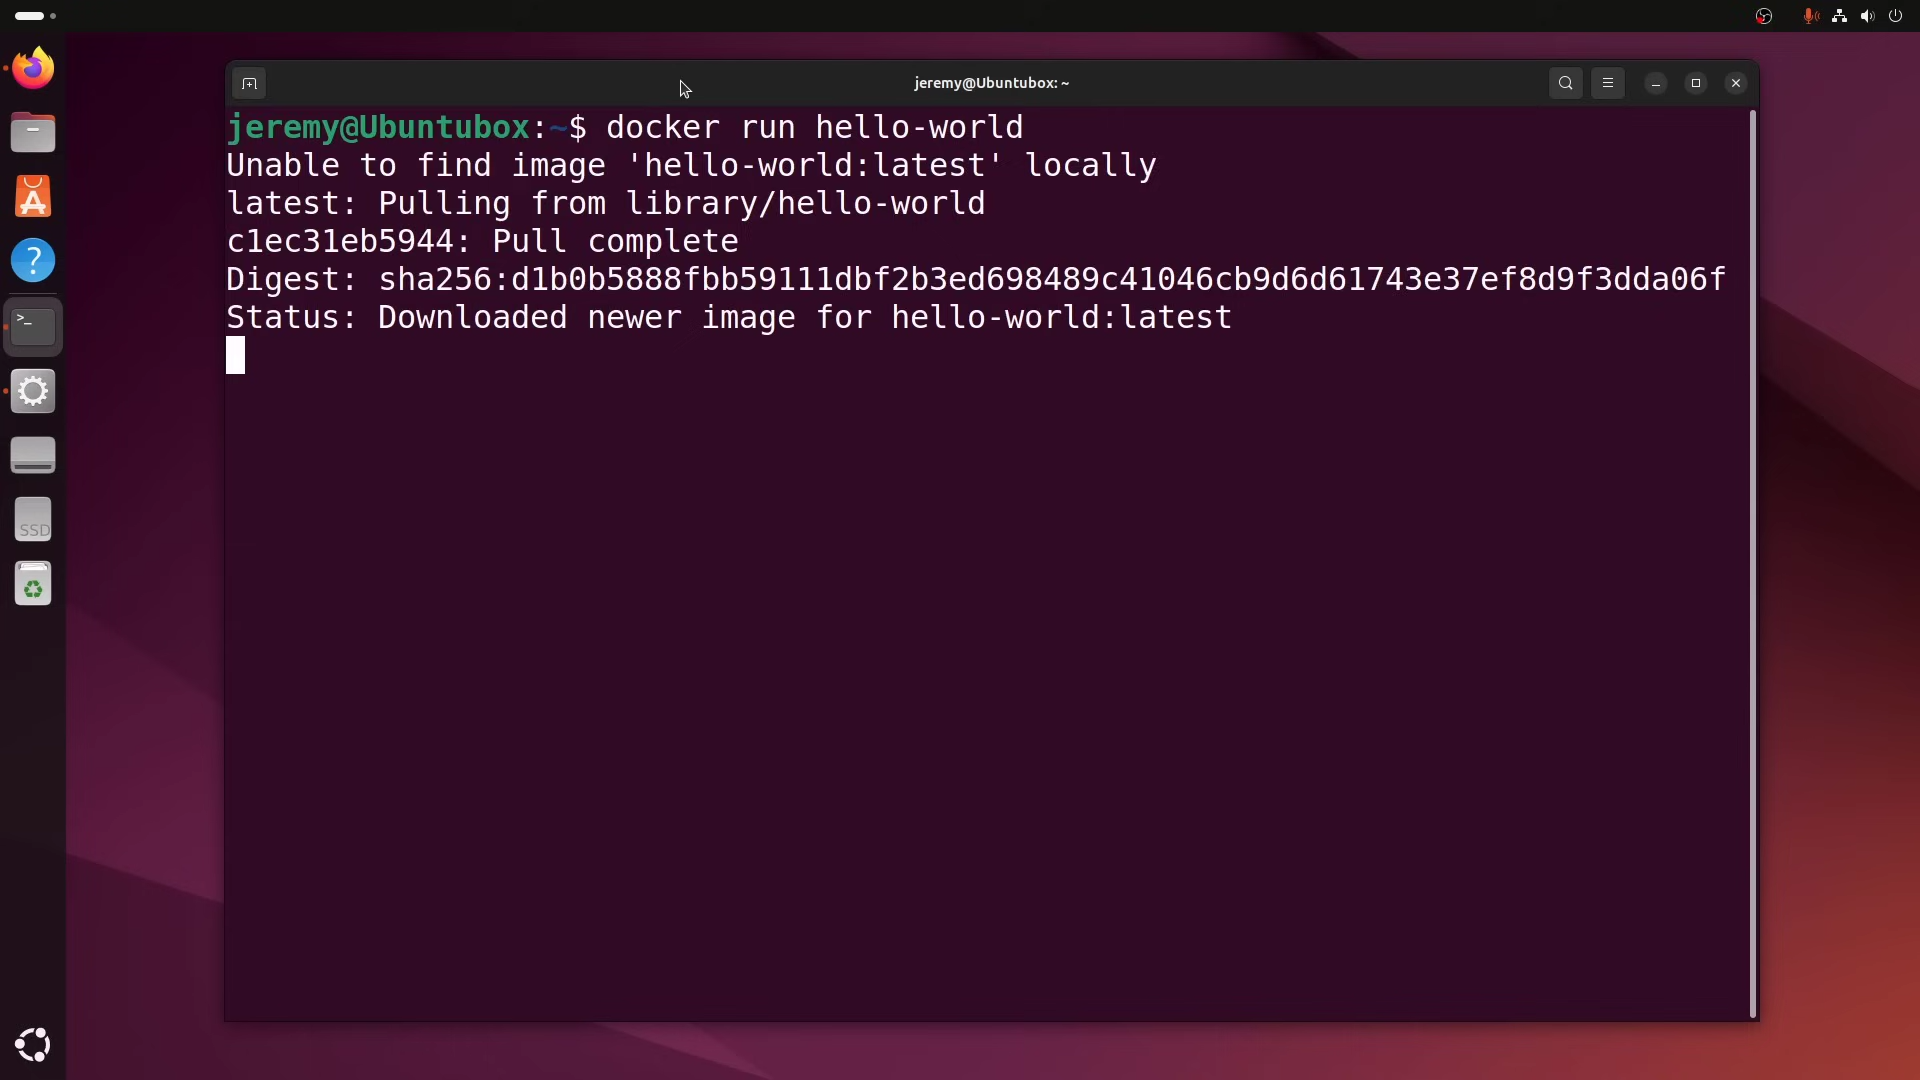 jeremy@Ubuntubox: ~
jeremy@Ubuntubox:~$ docker run hello-world
Unable to find image 'hello-world:latest' locally
latest: Pulling from library/hello-world
c1ec31eb5944: Pull complete
Digest: sha256:d1b0b5888fbb59111dbf2b3ed698489c41046cb9d6d61743e37ef8d9f3dda06f
Status: Downloaded newer image for hello-world:latest
>_
SSD